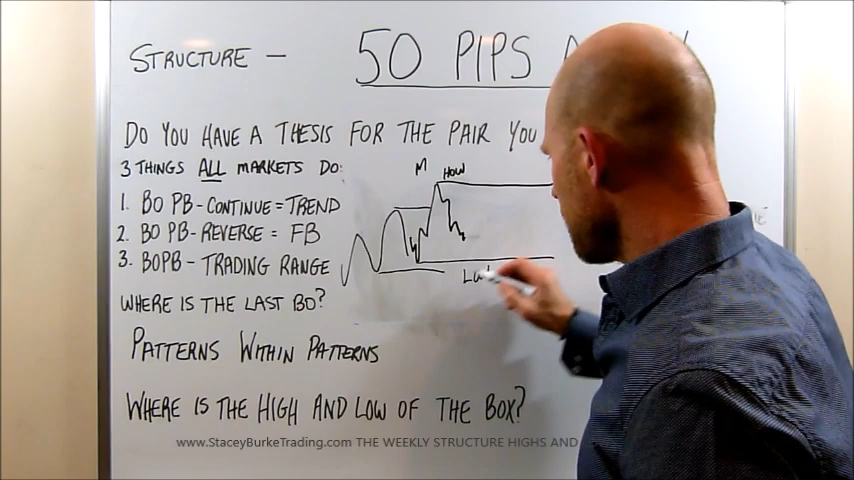 STRUCTURE - 50 PIPS
DO YOU HAVE A THESIS FOR THE PAIR YOU
3 THINGS ALL MARKETS DO:
M HOW
1. BO PB - CONTINUE = TREND
2. BO PB - REVERSE = FB
3. BOPB - TRADING RANGE
WHERE IS THE LAST BO?
PATTERNS WITHIN PATTERNS
WHERE IS THE HIGH AND LOW OF THE BOX?
www.StaceyBurkeTrading.com THE WEEKLY STRUCTURE HIGHS AND